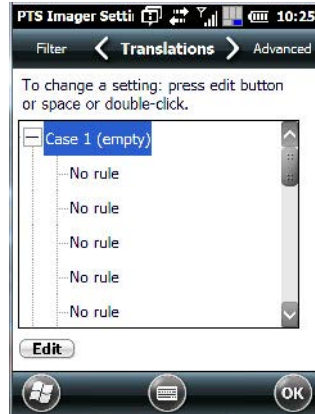 PTS Imager Setti 10:25
Filter Translations Advanced
To change a setting: press edit button
or space or double-click.
Case 1 (empty)
No rule
No rule
No rule
No rule
No rule
Edit
OK